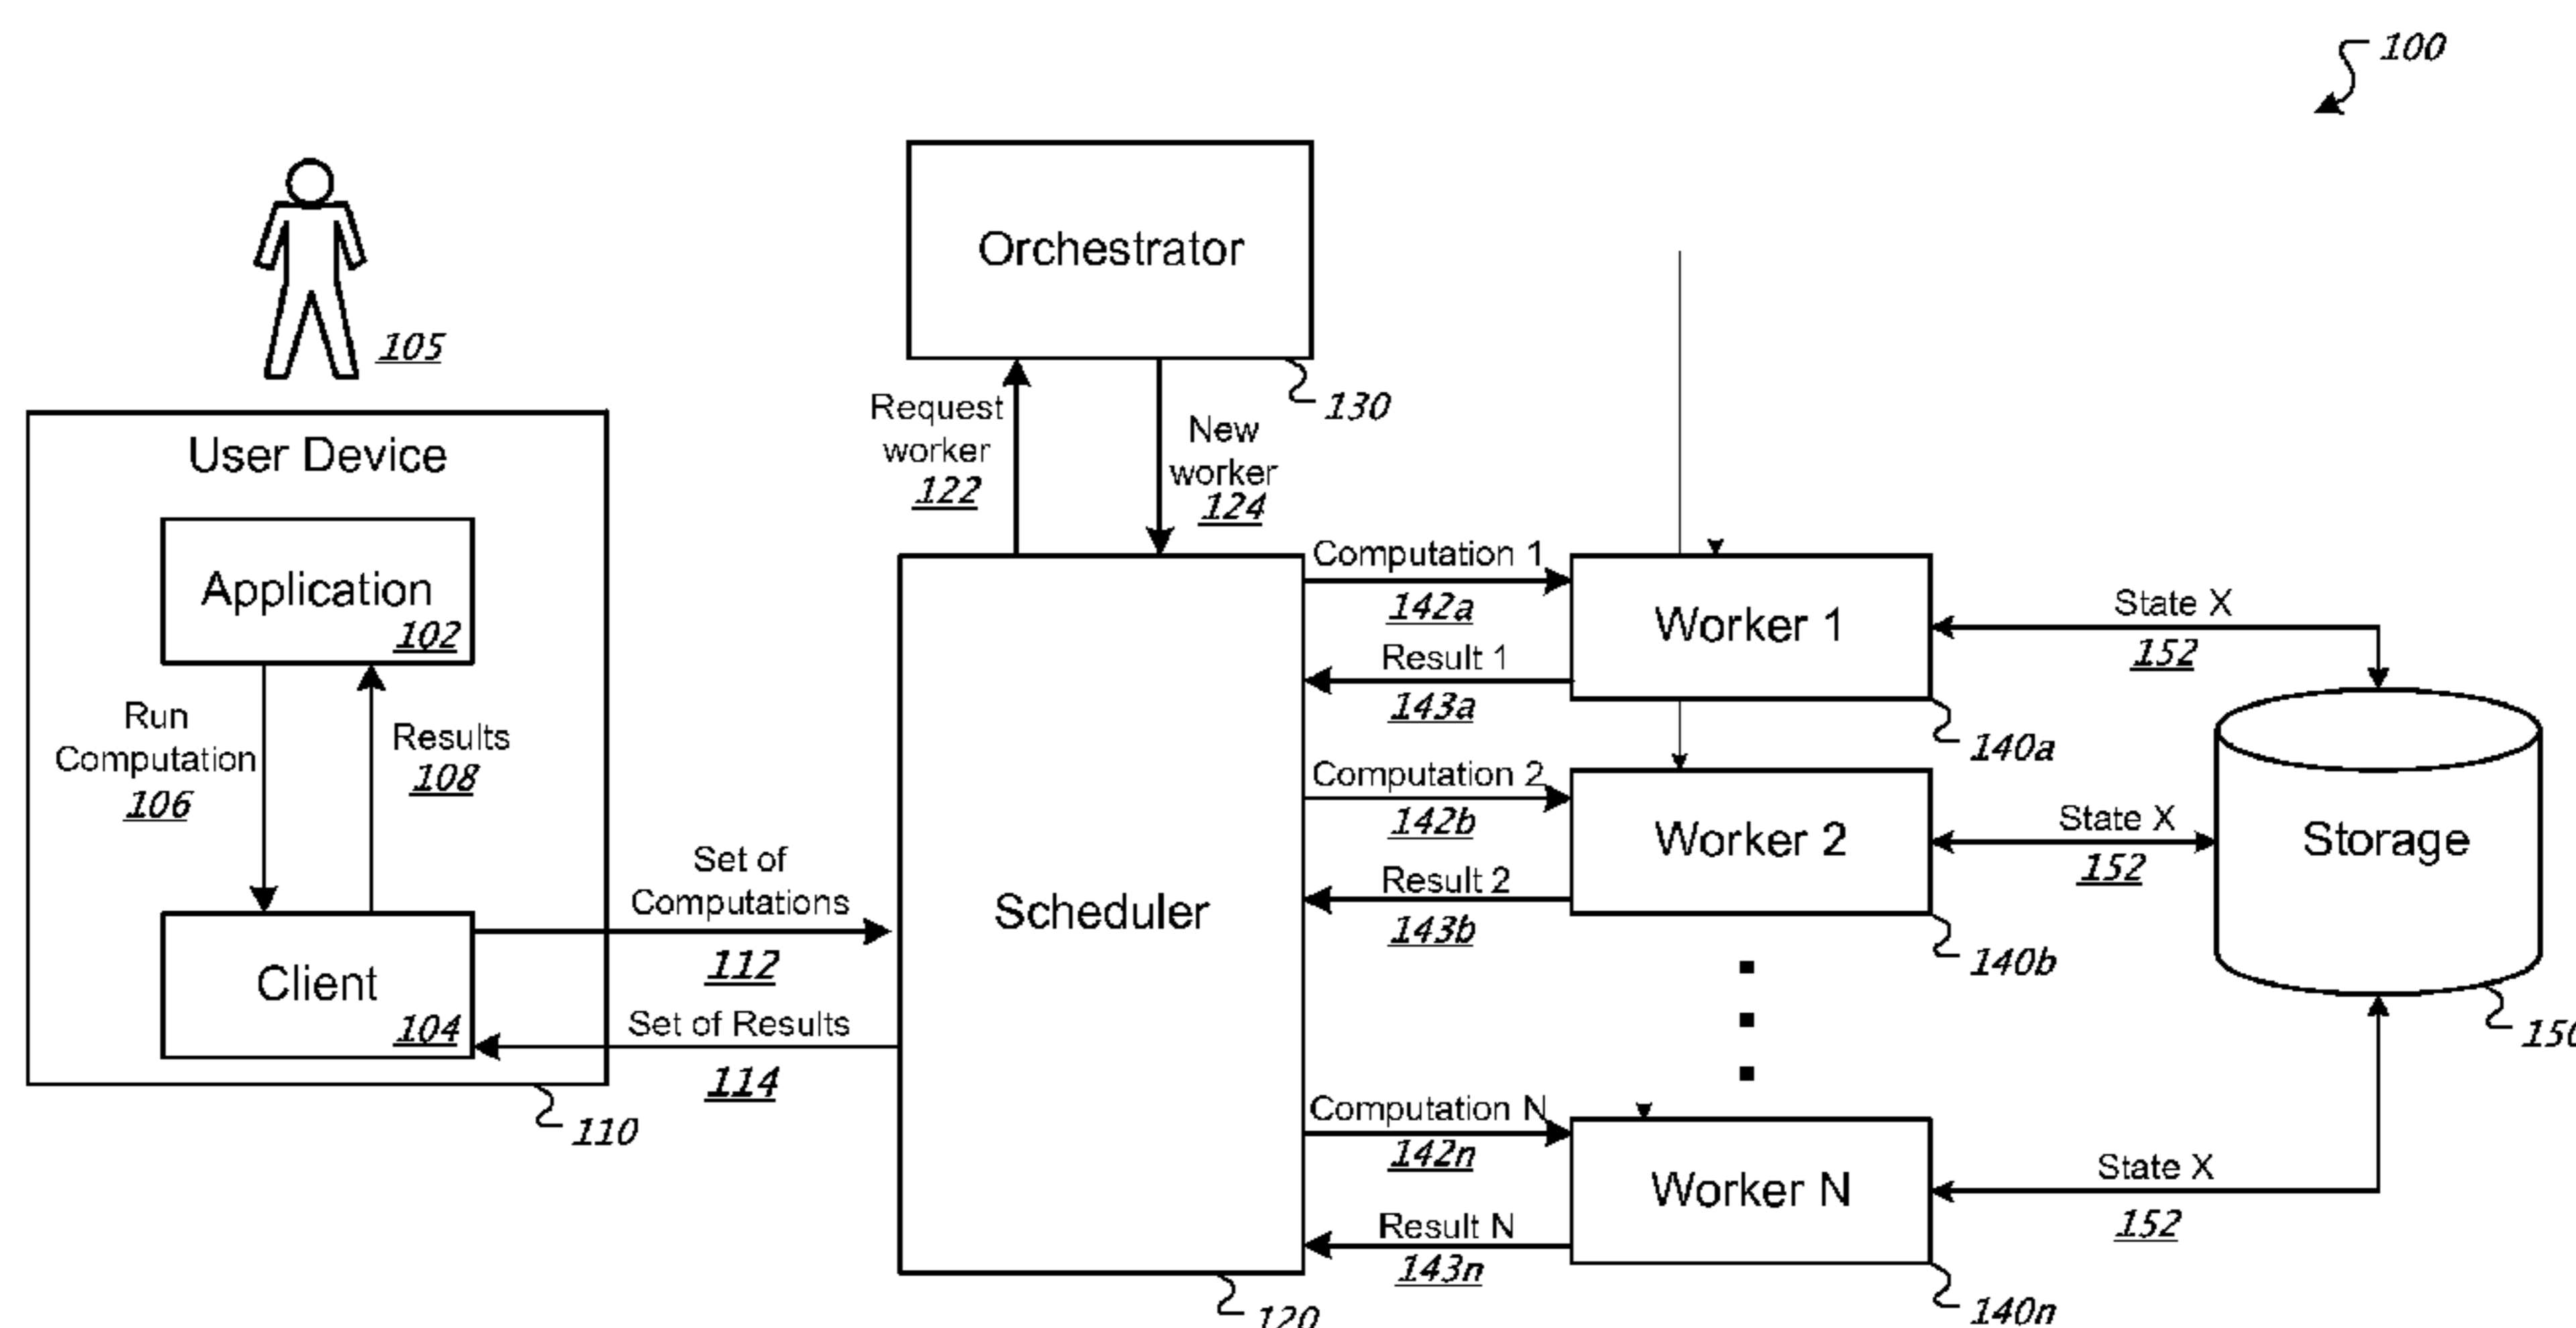 100
105
Orchestrator
130
Request
worker
122
New
worker
124
User Device
Application
102
Run
Computation
106
Results
108
Client
104
110
Set of
Computations
112
Set of Results
114
Scheduler
120
Computation 1
142a
Result 1
143a
Computation 2
142b
Result 2
143b
Computation N
142n
Result N
143n
Worker 1
140a
Worker 2
140b
Worker N
140n
State X
152
State X
152
State X
152
Storage
150